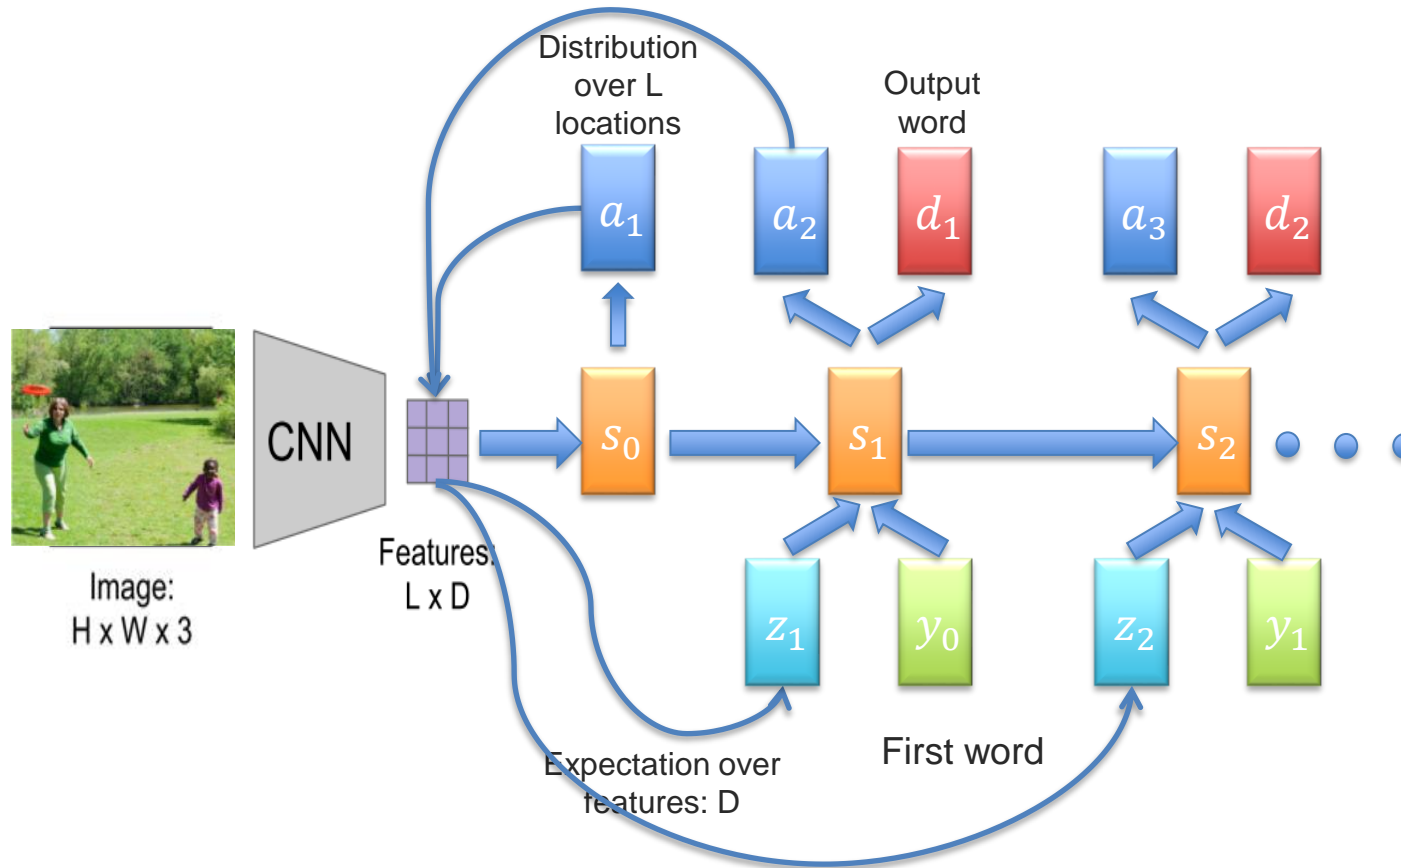 Distribution
over L
locations
Output
word
a₁
a₂
d₁
a₃
d₂
CNN
s₀
s₁
s₂
Features:
L x D
Image:
H x W x 3
z₁
y₀
z₂
y₁
First word
Expectation over
features: D